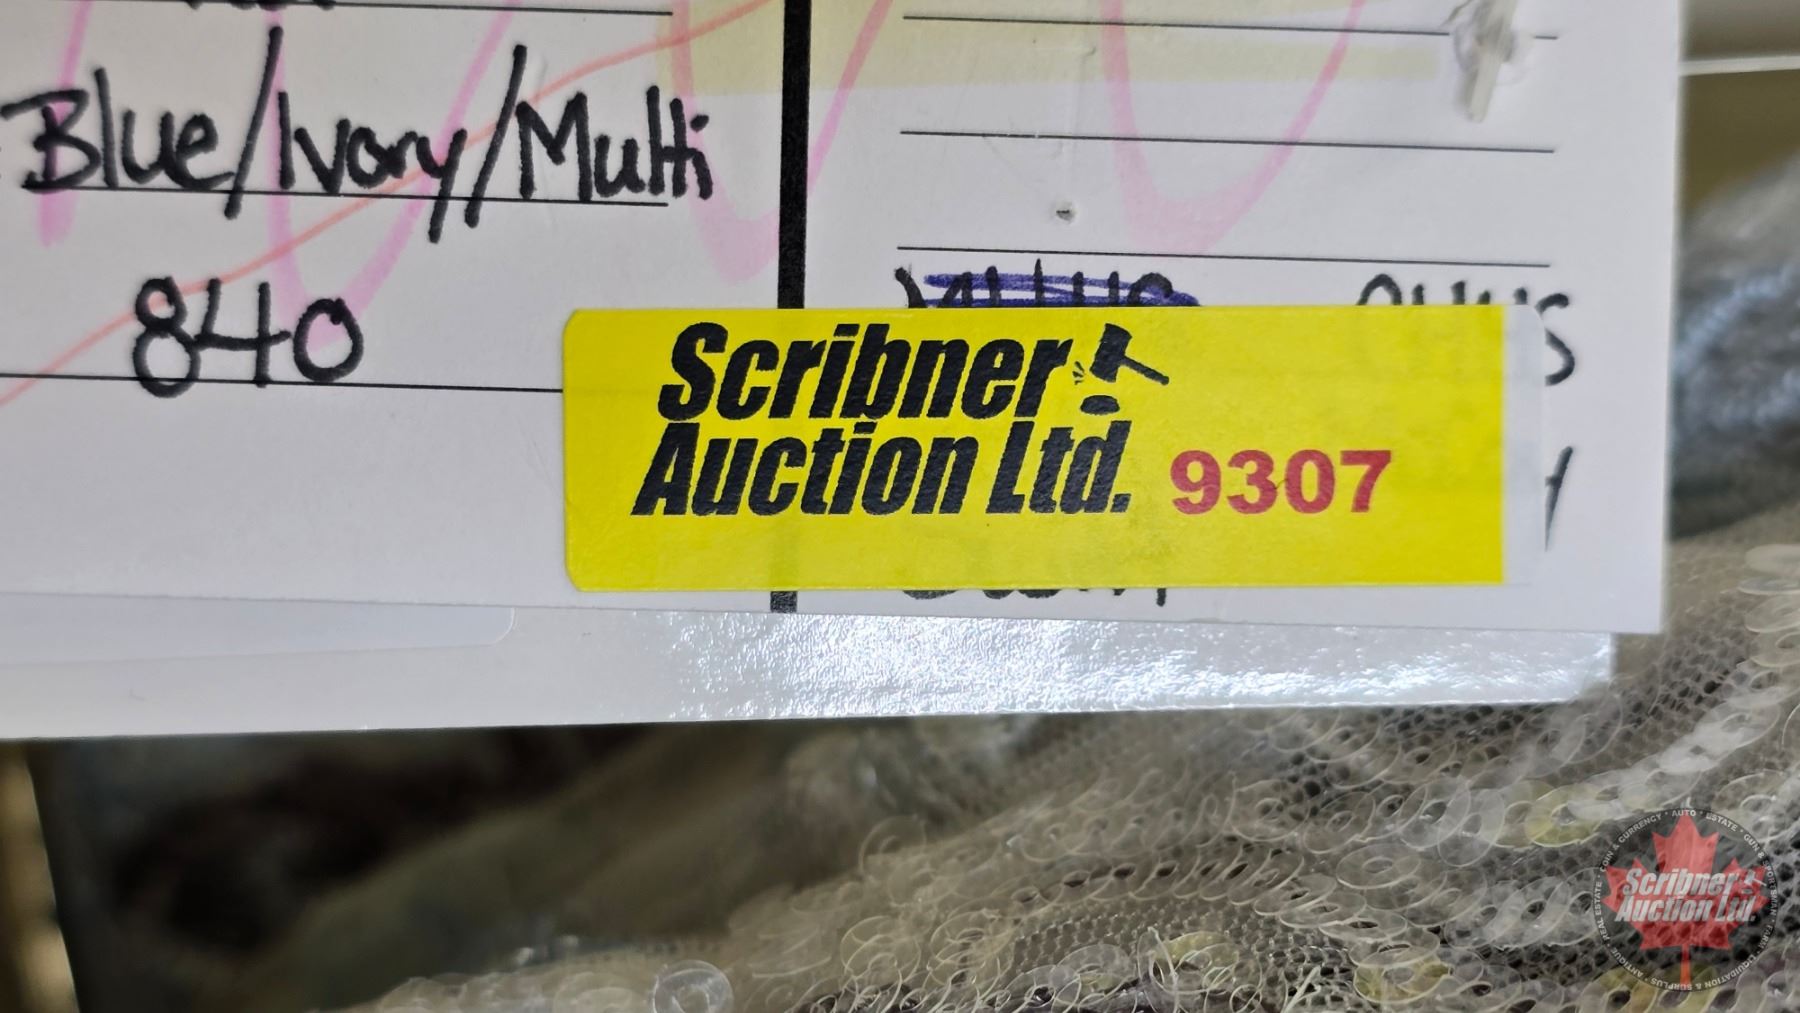 Blue/Ivory/Multi
840
Scribner
Auction Ltd. 9307
Scribner
Auction Ltd.